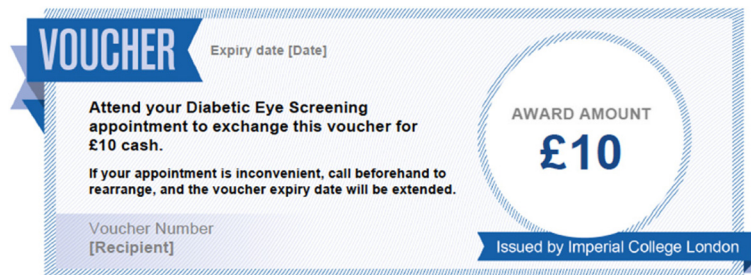 VOUCHER
Expiry date [Date]
Attend your Diabetic Eye Screening
appointment to exchange this voucher for
£10 cash.
If your appointment is inconvenient, call beforehand to
rearrange, and the voucher expiry date will be extended.
Voucher Number
[Recipient]
AWARD AMOUNT
£10
Issued by Imperial College London